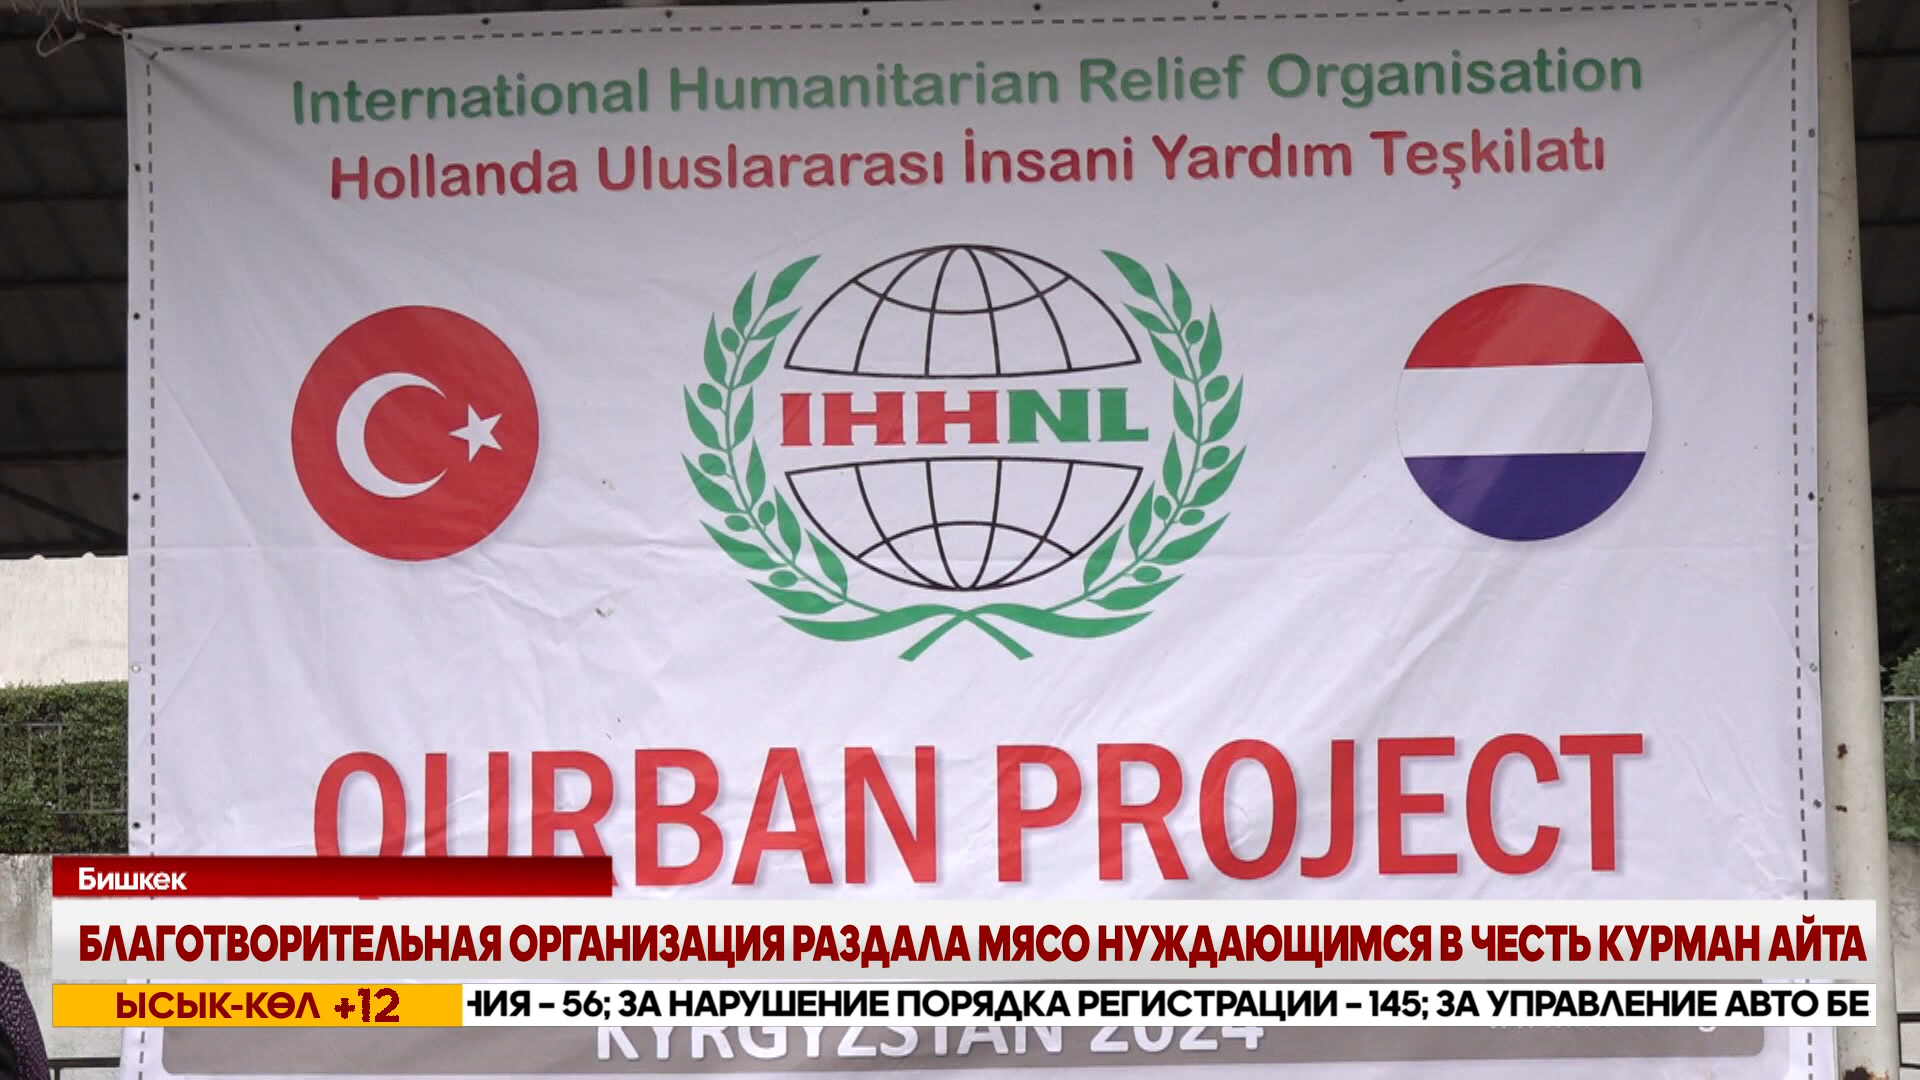 International Humanitarian Relief Organisation
Hollanda Uluslararası İnsani Yardım Teşkilatı
IHHNL
QURBAN PROJECT
Бишкек
БЛАГОТВОРИТЕЛЬНАЯ ОРГАНИЗАЦИЯ РАЗДАЛА МЯСО НУЖДАЮЩИМСЯ В ЧЕСТЬ КУРМАН АЙТА
ЫСЫК-КӨЛ +12
НИЯ – 56; ЗА НАРУШЕНИЕ ПОРЯДКА РЕГИСТРАЦИИ – 145; ЗА УПРАВЛЕНИЕ АВТО БЕ
KYRGYZSTAN 2024